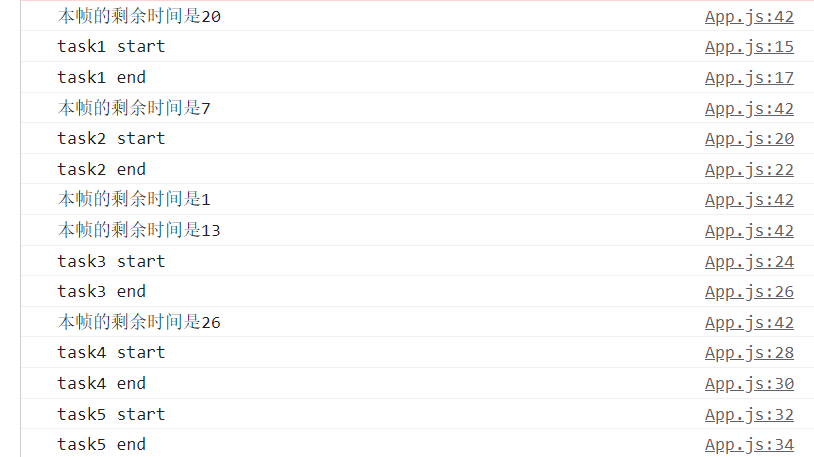 本帧的剩余时间是20 App.js:42
task1 start App.js:15
task1 end App.js:17
本帧的剩余时间是7 App.js:42
task2 start App.js:20
task2 end App.js:22
本帧的剩余时间是1 App.js:42
本帧的剩余时间是13 App.js:42
task3 start App.js:24
task3 end App.js:26
本帧的剩余时间是26 App.js:42
task4 start App.js:28
task4 end App.js:30
task5 start App.js:32
task5 end App.js:34